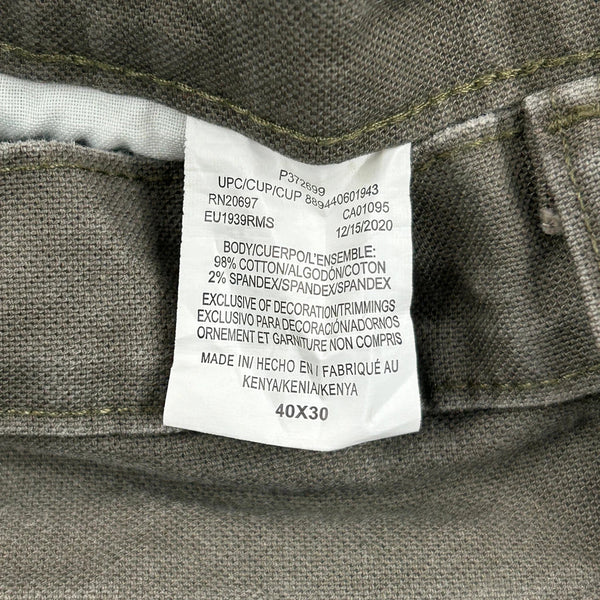 P372699
UPC/CUP/CUP 889440601943
RN20697 CA01095
EU1939RMS 12/15/2020
BODY/CUERPO/L'ENSEMBLE:
98% COTTON/ALGODÓN/COTON
2% SPANDEX/SPANDEX/SPANDEX
EXCLUSIVE OF DECORATION/TRIMMINGS
EXCLUSIVO PARA DECORACIÓN/ADORNOS
ORNEMENT ET GARNITURE NON COMPRIS
MADE IN/ HECHO EN / FABRIQUÉ AU
KENYA/KENIA/KENYA
40X30